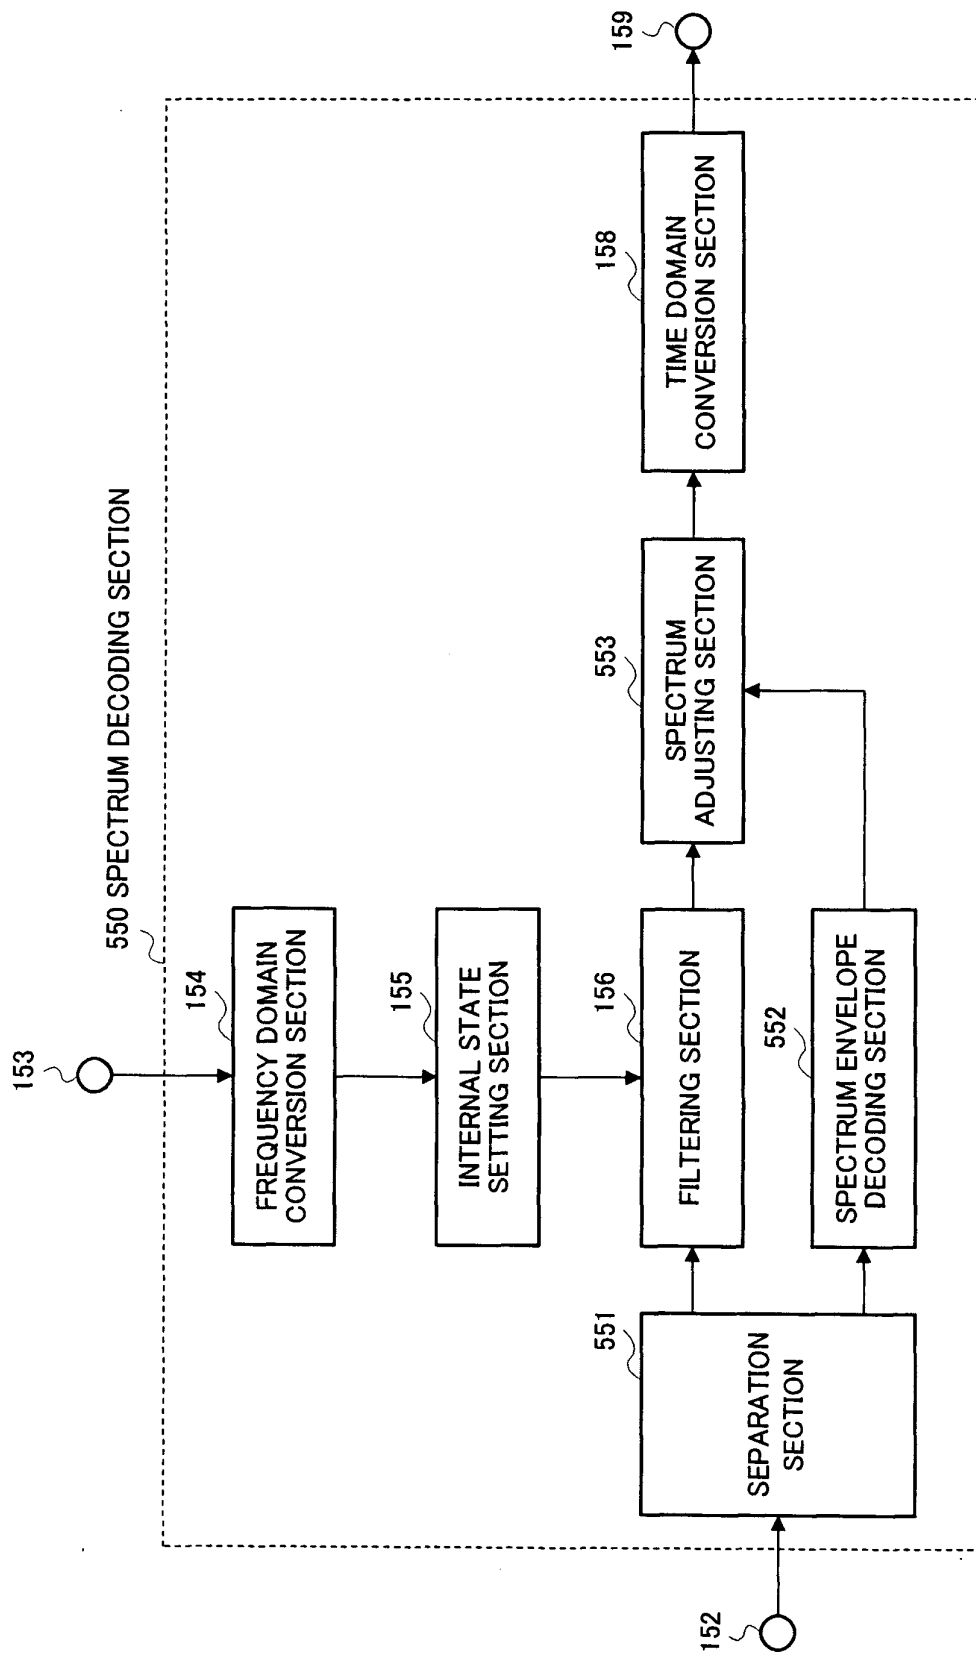 550 SPECTRUM DECODING SECTION
153
154
FREQUENCY DOMAIN
CONVERSION SECTION
155
INTERNAL STATE
SETTING SECTION
152
551
SEPARATION
SECTION
156
FILTERING SECTION
552
SPECTRUM ENVELOPE
DECODING SECTION
553
SPECTRUM
ADJUSTING SECTION
158
TIME DOMAIN
CONVERSION SECTION
159